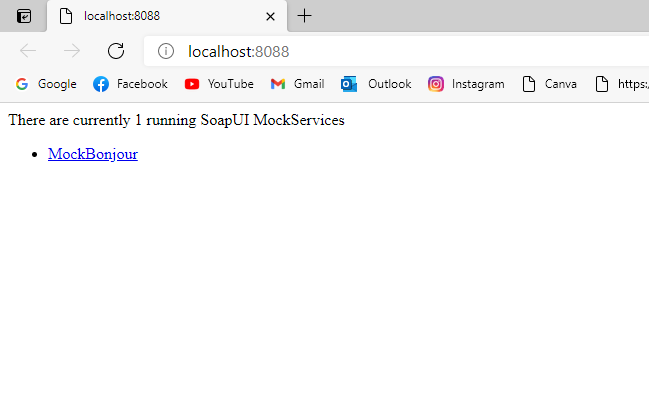 localhost:8088
localhost:8088
Google Facebook YouTube Gmail Outlook Instagram Canva https:
There are currently 1 running SoapUI MockServices
MockBonjour